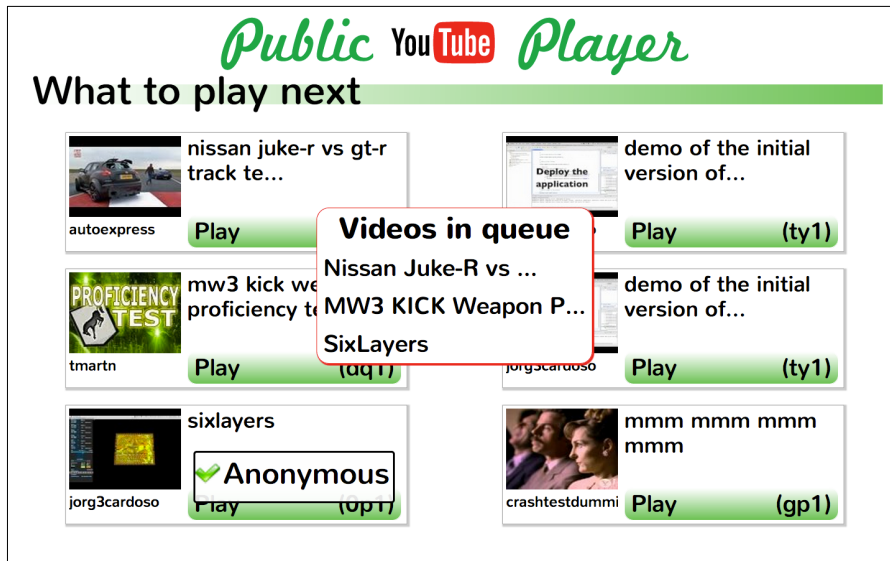 Public YouTube Player
What to play next
nissan juke-r vs gt-r
track te...
autoexpress
Play
demo of the initial
version of...
Deploy the
application
Play (ty1)
Videos in queue
Nissan Juke-R vs ...
MW3 KICK Weapon P...
SixLayers
mw3 kick we
proficiency te
PROFICIENCY
TEST
tmartn
Play (dq1)
demo of the initial
version of...
jorg3cardoso
Play (ty1)
sixlayers
Anonymous
jorg3cardoso
Play (0p1)
mmm mmm mmm
mmm
crashtestdummi
Play (gp1)